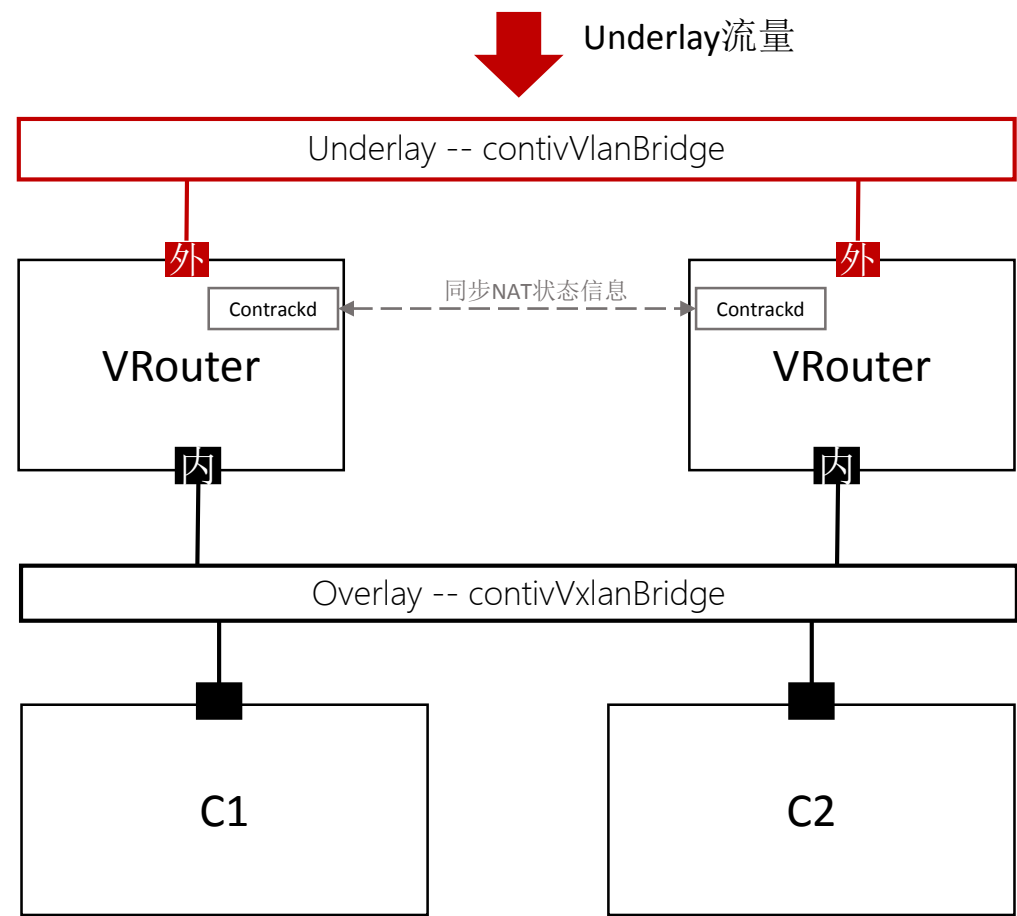 Underlay流量
Underlay -- contivVlanBridge
外
外
同步NAT状态信息
Contrackd
Contrackd
VRouter
VRouter
内
内
Overlay -- contivVxlanBridge
C1
C2